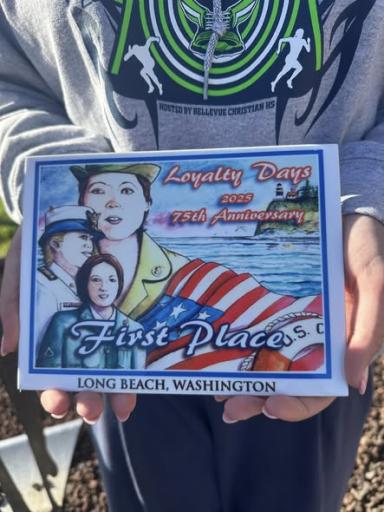 HOSTED BY BELLEVUE CHRISTIAN HS
Loyalty Days
2025
75th Anniversary
First Place
U.S. C
LONG BEACH, WASHINGTON